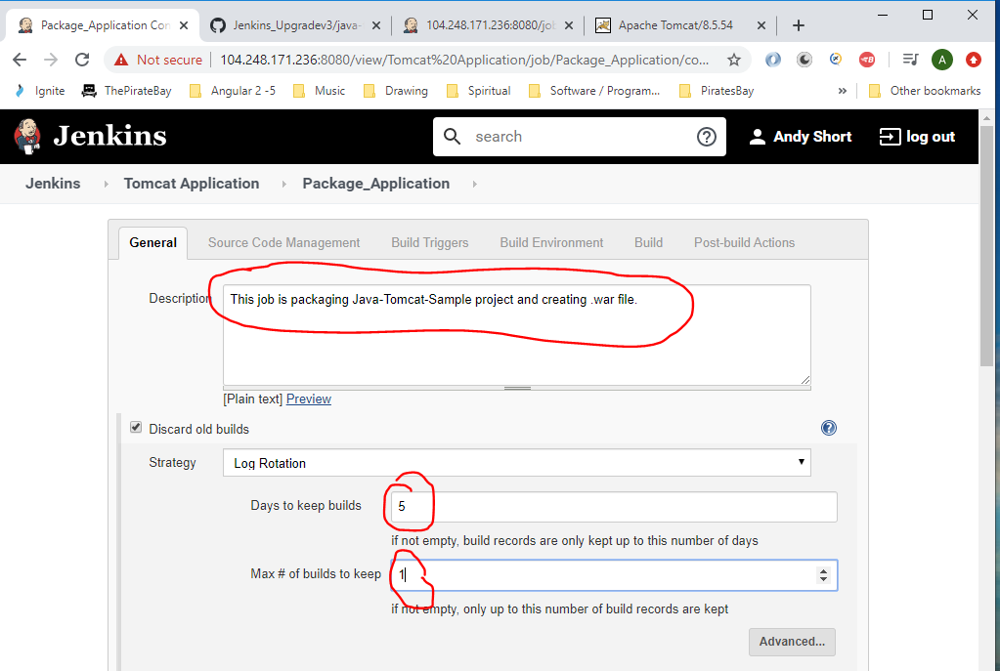 Package_Application Con
Jenkins_Upgradev3/java-
104.248.171.236:8080/job
Apache Tomcat/8.5.54
Not secure
104.248.171.236:8080/view/Tomcat%20Application/job/Package_Application/co...
A
Ignite
ThePirateBay
Angular 2 -5
Music
Drawing
Spiritual
Software / Program...
PiratesBay
»
Other bookmarks
Jenkins
search
?
Andy Short
log out
Jenkins
Tomcat Application
Package_Application
General
Source Code Management
Build Triggers
Build Environment
Build
Post-build Actions
Description
This job is packaging Java-Tomcat-Sample project and creating .war file.
[Plain text] Preview
Discard old builds
?
Strategy
Log Rotation
Days to keep builds
5
if not empty, build records are only kept up to this number of days
Max # of builds to keep
1
if not empty, only up to this number of build records are kept
Advanced...